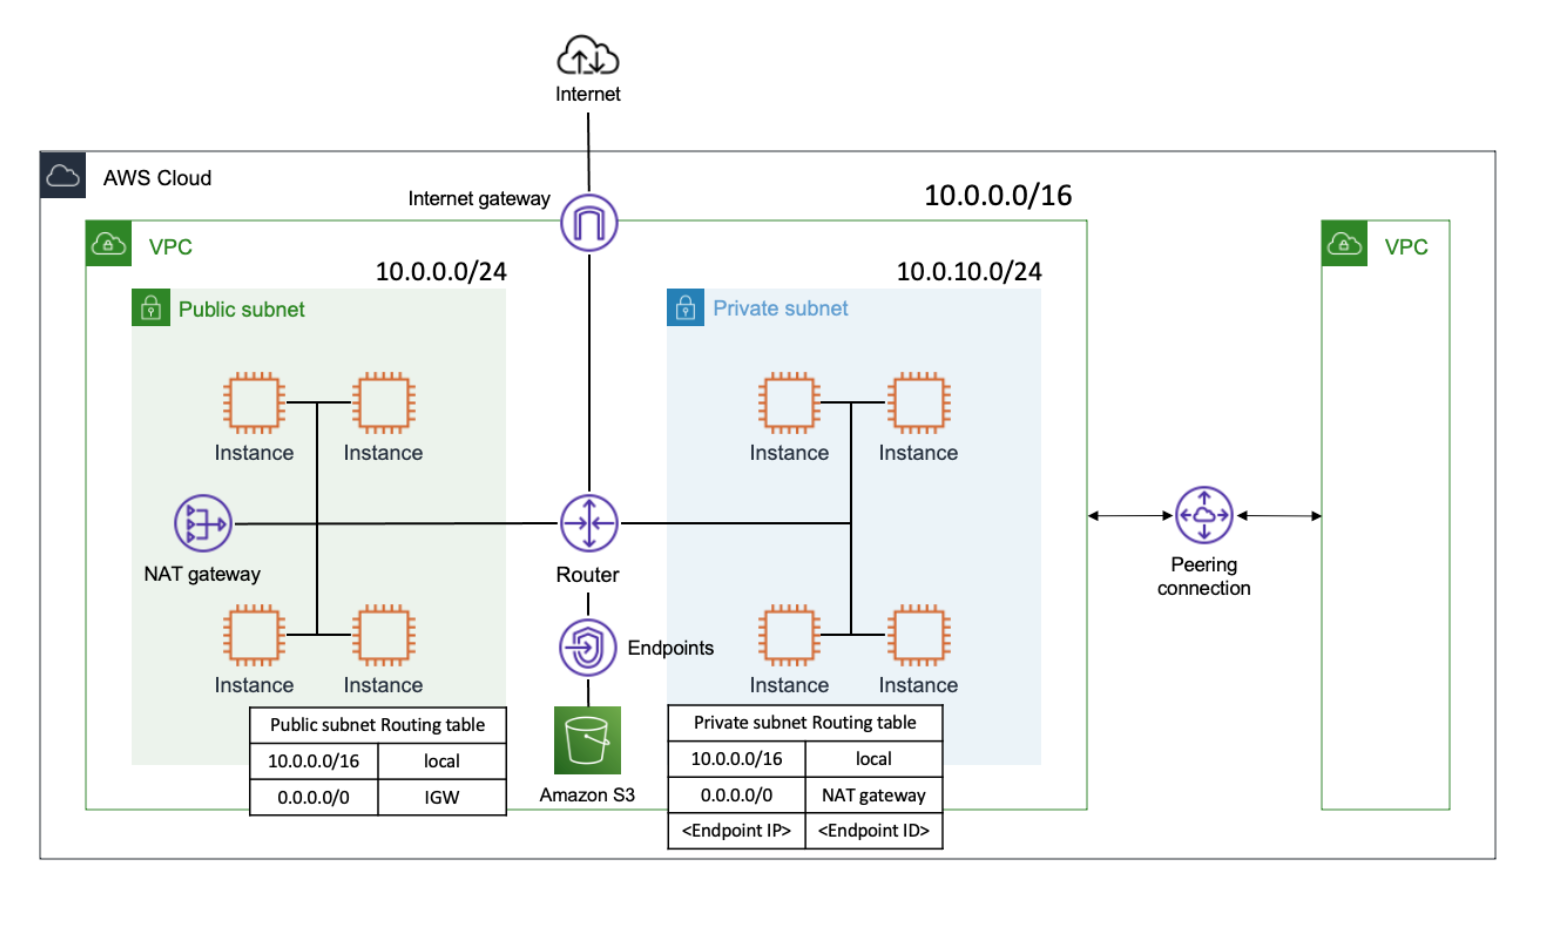 Internet
AWS Cloud
Internet gateway
10.0.0.0/16
VPC
VPC
10.0.0.0/24
10.0.10.0/24
Public subnet
Private subnet
Instance
Instance
Instance
Instance
NAT gateway
Router
Peering
connection
Endpoints
Instance
Instance
Instance
Instance
Public subnet Routing table
10.0.0.0/16 local
0.0.0.0/0 IGW
Amazon S3
Private subnet Routing table
10.0.0.0/16 local
0.0.0.0/0 NAT gateway
<Endpoint IP> <Endpoint ID>